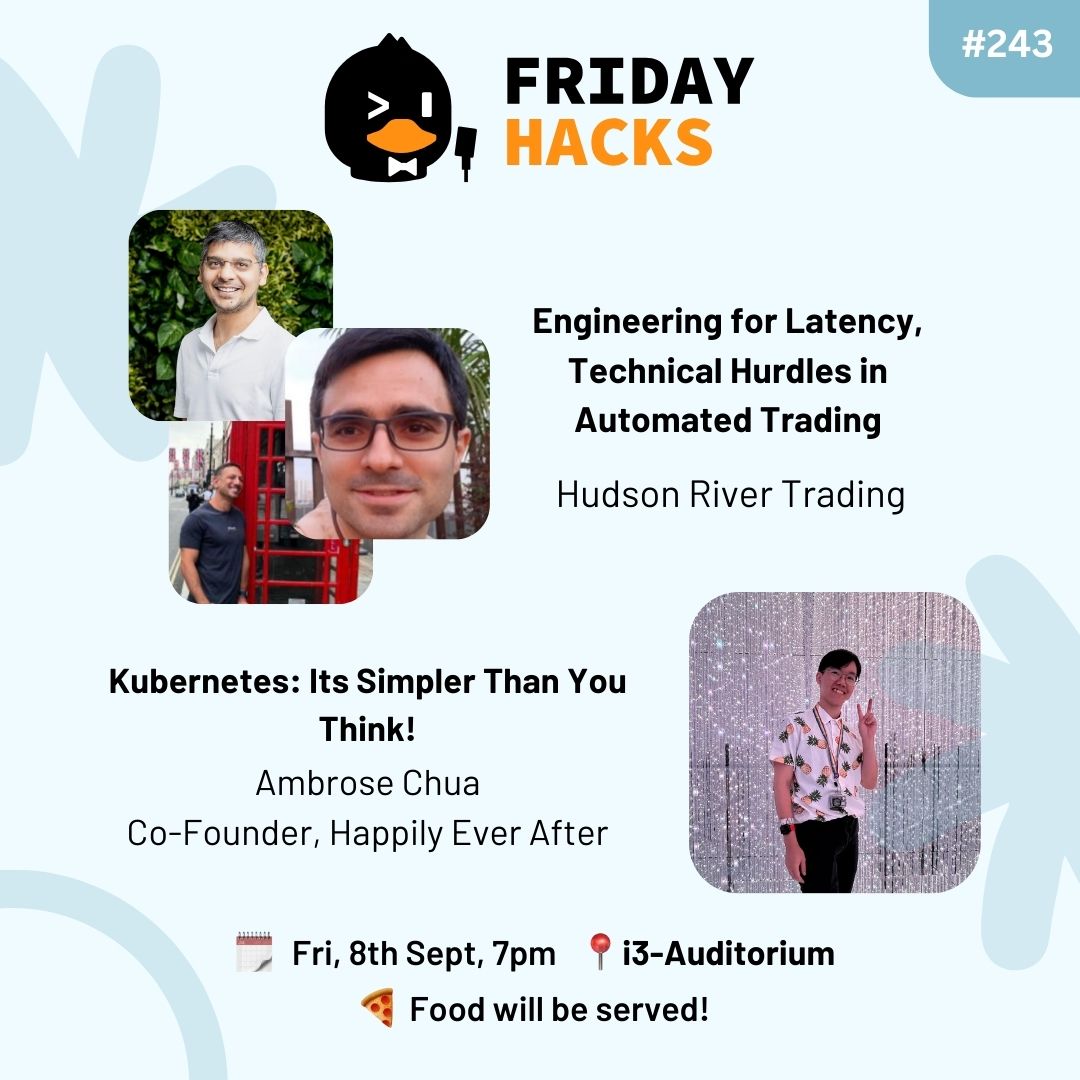 #243
FRIDAY
HACKS
Engineering for Latency,
Technical Hurdles in
Automated Trading
Hudson River Trading
Kubernetes: Its Simpler Than You
Think!
Ambrose Chua
Co-Founder, Happily Ever After
Fri, 8th Sept, 7pm
i3-Auditorium
Food will be served!